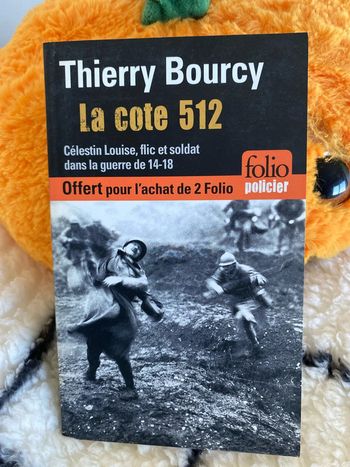 Thierry Bourcy
La cote 512
Célestin Louise, flic et soldat
dans la guerre de 14-18
folio
policier
Offert pour l'achat de 2 Folio